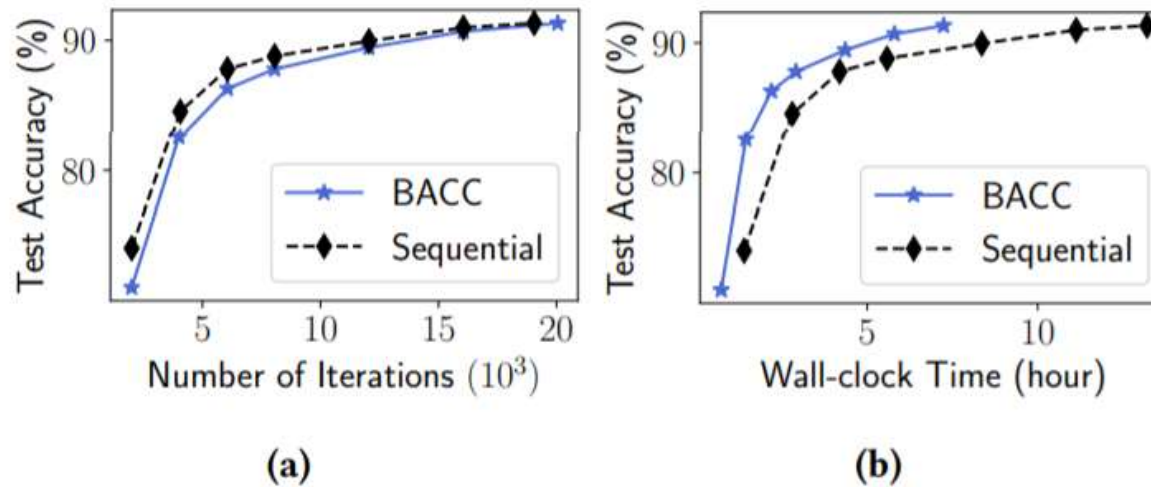 Test Accuracy (%)
90
80
BACC
Sequential
5 10 15 20
Number of Iterations (10³)
(a)
Test Accuracy (%)
90
80
BACC
Sequential
5 10
Wall-clock Time (hour)
(b)